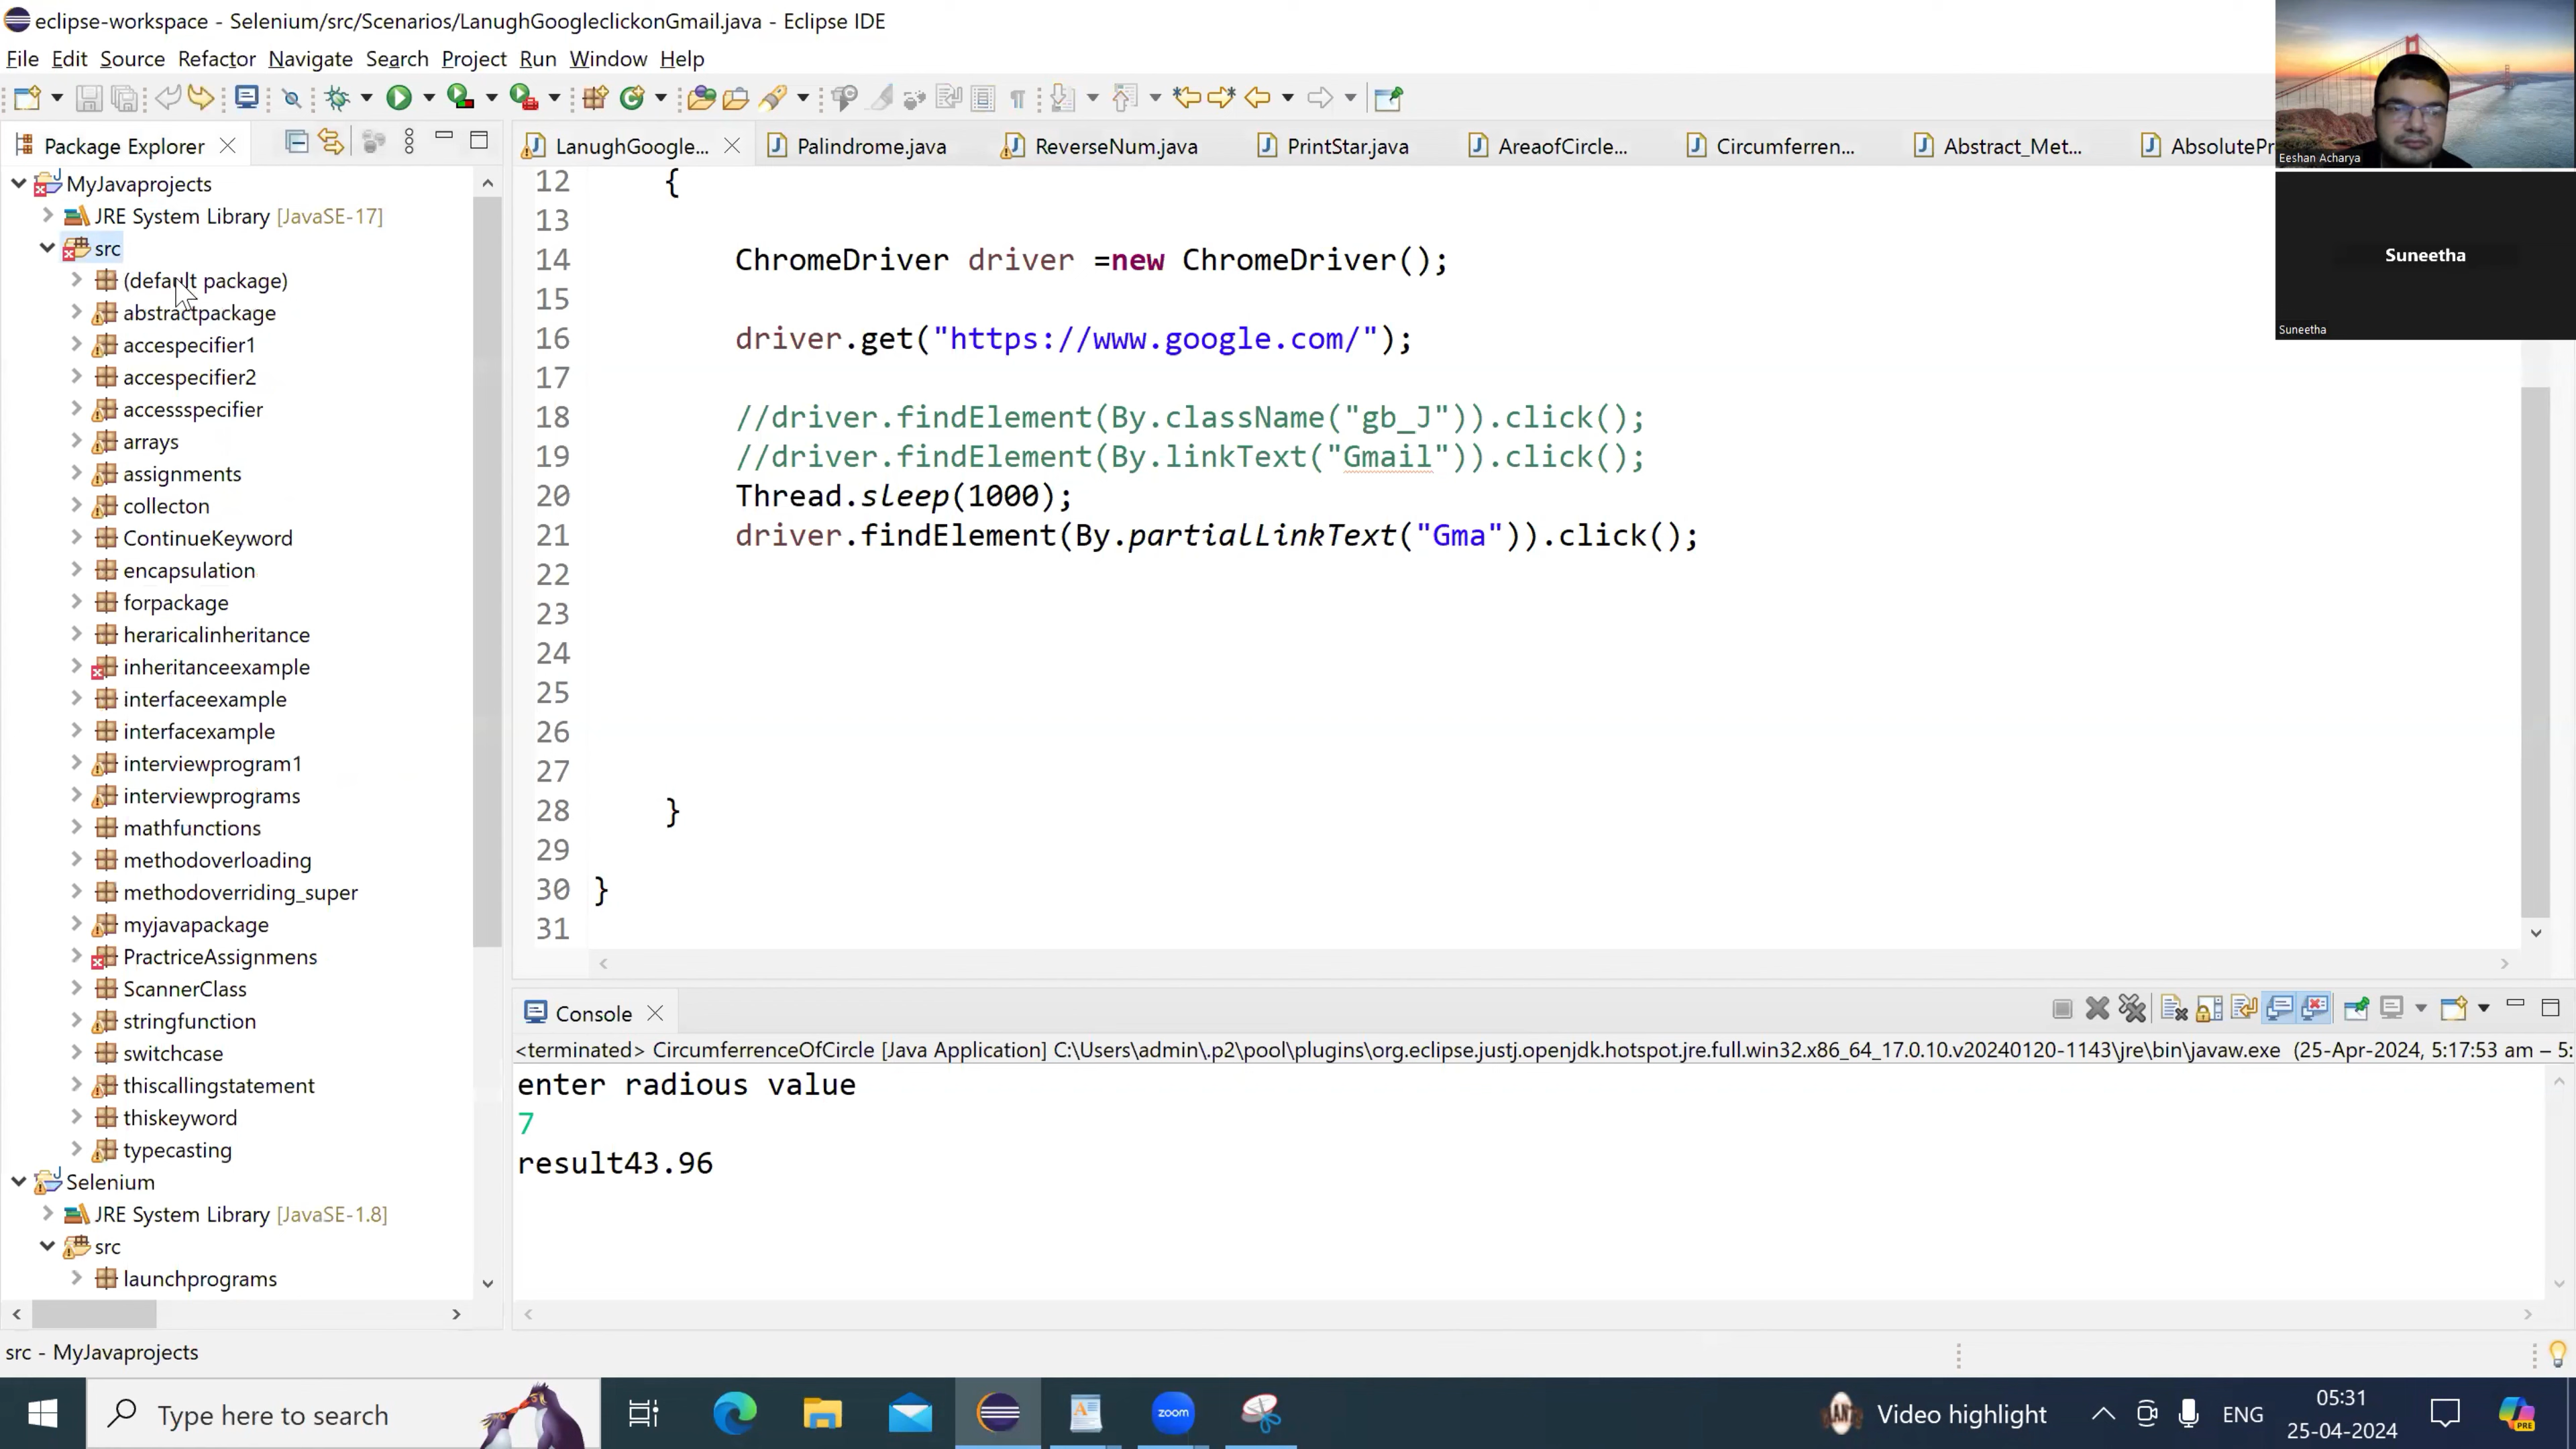 eclipse-workspace - Selenium/src/Scenarios/LanughGoogleclickonGmail.java - Eclipse IDE
File Edit Source Refactor Navigate Search Project Run Window Help
Package Explorer
LanughGoogle...
Palindrome.java
ReverseNum.java
PrintStar.java
AreaofCircle...
Circumferren...
Abstract_Met...
AbsolutePr
MyJavaprojects
JRE System Library [JavaSE-17]
src
(default package)
abstractpackage
accespecifier1
accespecifier2
accessspecifier
arrays
assignments
collecton
ContinueKeyword
encapsulation
forpackage
heraricalinheritance
inheritanceexample
interfaceexample
interfacexample
interviewprogram1
interviewprograms
mathfunctions
methodoverloading
methodoverriding_super
myjavapackage
PractriceAssignmens
ScannerClass
stringfunction
switchcase
thiscallingstatement
thiskeyword
typecasting
Selenium
JRE System Library [JavaSE-1.8]
src
launchprograms
12 {
13
14 ChromeDriver driver =new ChromeDriver();
15
16 driver.get("https://www.google.com/");
17
18 //driver.findElement(By.className("gb_J")).click();
19 //driver.findElement(By.linkText("Gmail")).click();
20 Thread.sleep(1000);
21 driver.findElement(By.partialLinkText("Gma")).click();
22
23
24
25
26
27
28 }
29
30 }
31
Console
<terminated> CircumferrenceOfCircle [Java Application] C:\Users\admin\.p2\pool\plugins\org.eclipse.justj.openjdk.hotspot.jre.full.win32.x86_64_17.0.10.v20240120-1143\jre\bin\javaw.exe (25-Apr-2024, 5:17:53 am – 5:
enter radious value
7
result43.96
Eeshan Acharya
Suneetha
Suneetha
src - MyJavaprojects
Type here to search
zoom
Video highlight
ENG
05:31
25-04-2024
PRE